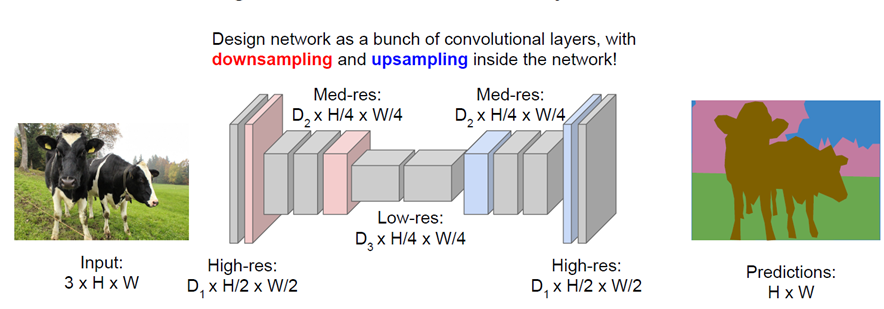 Design network as a bunch of convolutional layers, with
downsampling and upsampling inside the network!
Med-res:
D₂ x H/4 x W/4
Med-res:
D₂ x H/4 x W/4
Low-res:
D₃ x H/4 x W/4
Input:
3 x H x W
High-res:
D₁ x H/2 x W/2
High-res:
D₁ x H/2 x W/2
Predictions:
H x W